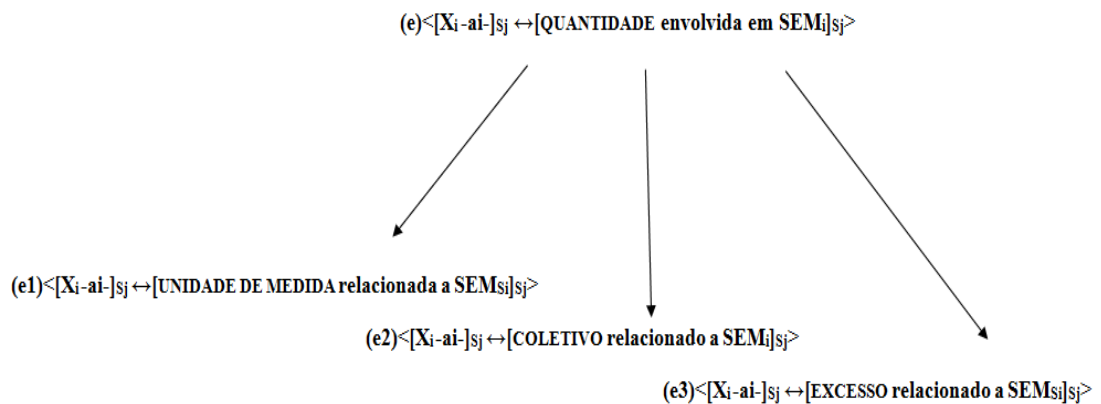 (e)<[Xi -ai-]Sj ↔[QUANTIDADE envolvida em SEMi]Sj>
(e1)<[Xi-ai-]Sj ↔[UNIDADE DE MEDIDA relacionada a SEMSi]Sj>
(e2)<[Xi-ai-]Sj ↔[COLETIVO relacionado a SEMi]Sj>
(e3)<[Xi-ai-]Sj ↔[EXCESSO relacionado a SEMSi]Sj>